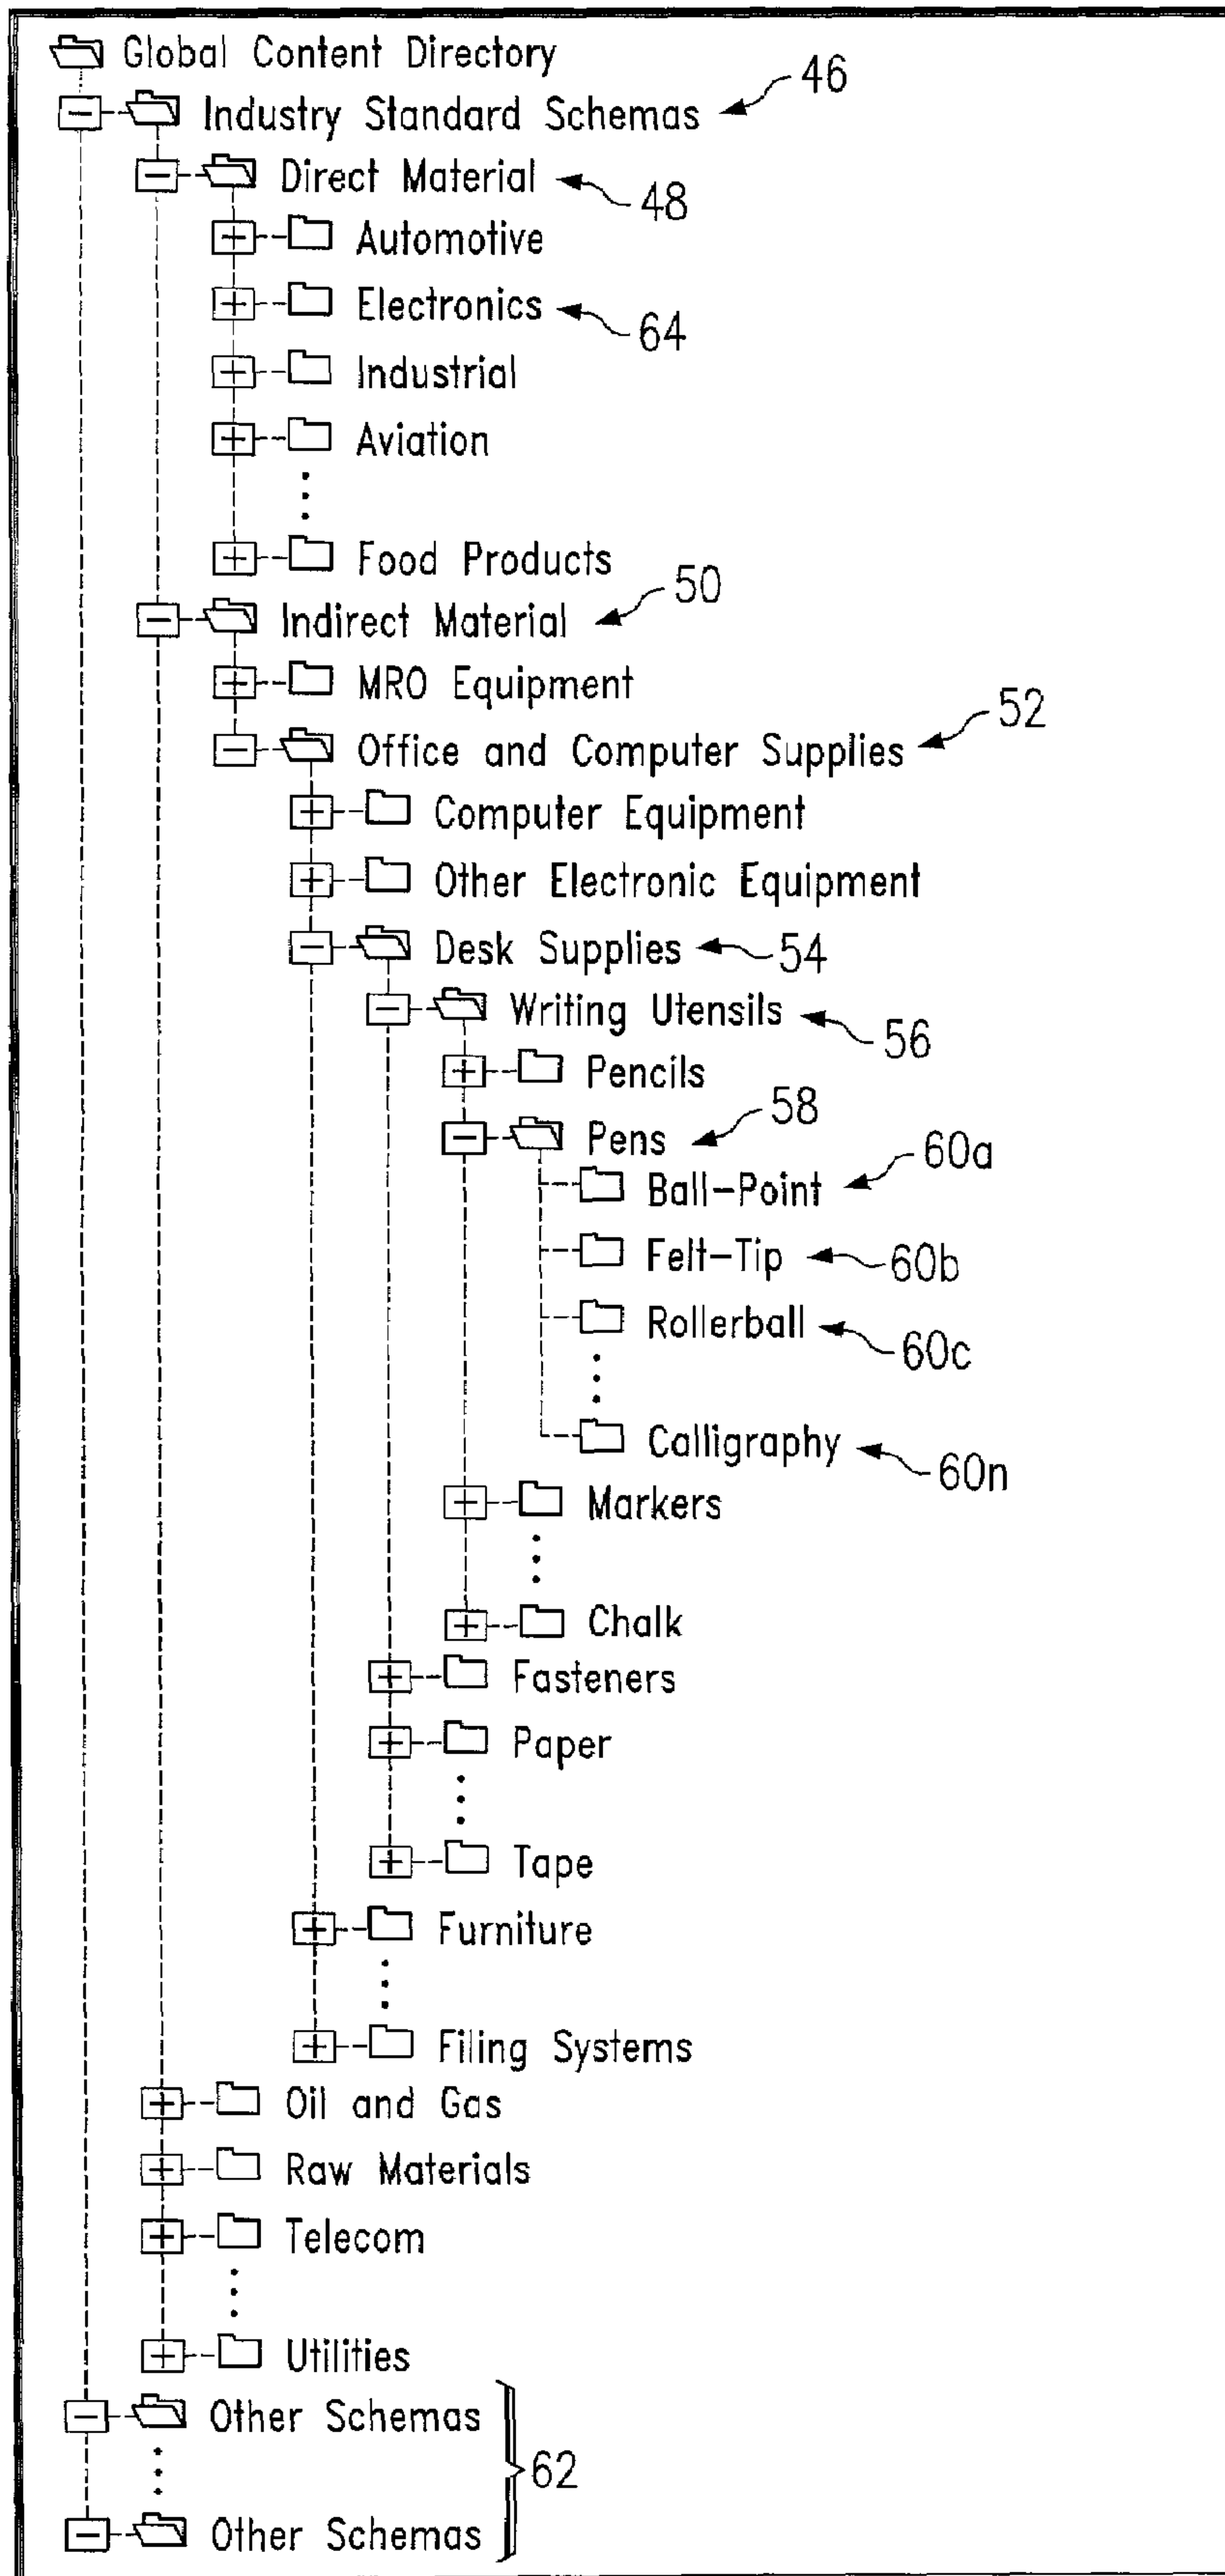 Global Content Directory
Industry Standard Schemas 46
Direct Material 48
Automotive
Electronics 64
Industrial
Aviation
Food Products
Indirect Material 50
MRO Equipment
Office and Computer Supplies 52
Computer Equipment
Other Electronic Equipment
Desk Supplies 54
Writing Utensils 56
Pencils
Pens 58
Ball-Point 60a
Felt-Tip 60b
Rollerball 60c
Calligraphy 60n
Markers
Chalk
Fasteners
Paper
Tape
Furniture
Filing Systems
Oil and Gas
Raw Materials
Telecom
Utilities
Other Schemas
62
Other Schemas